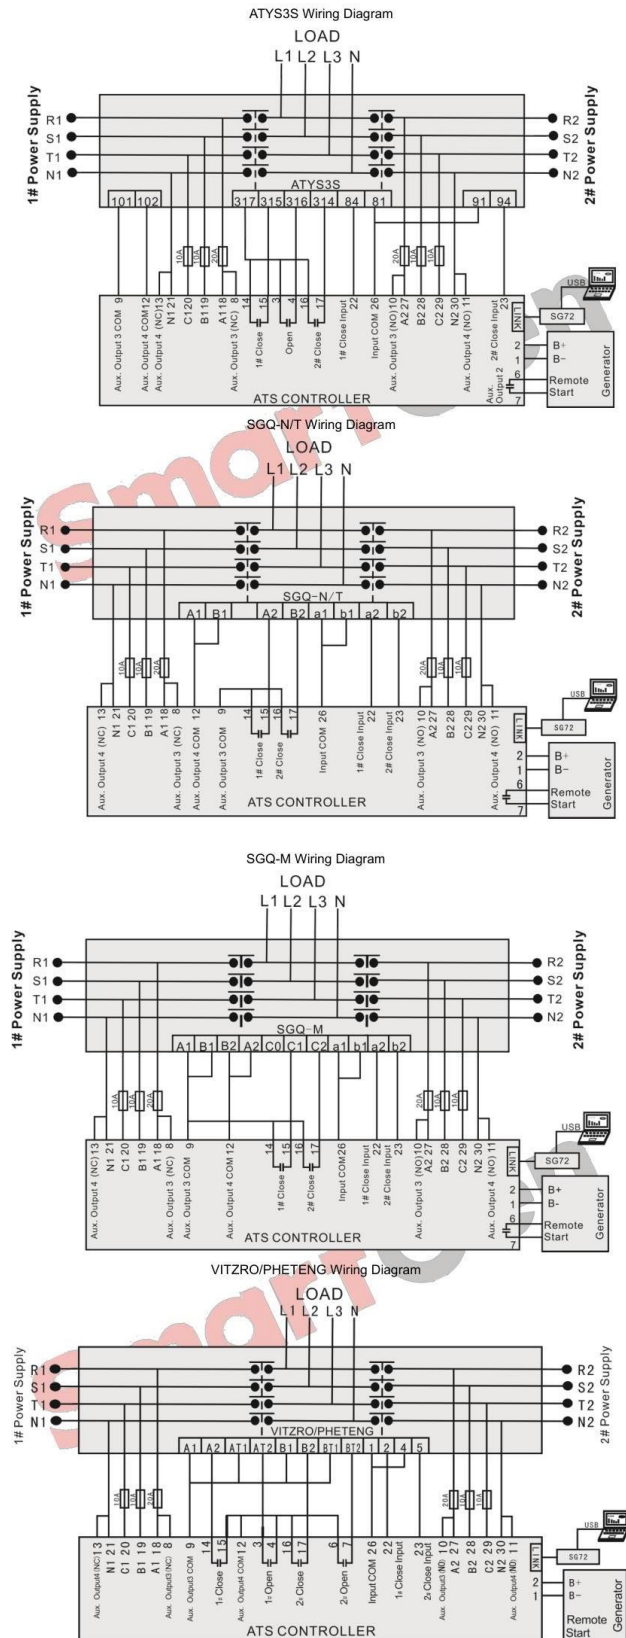 ATYS3S Wiring Diagram
LOAD
L1 L2 L3 N
1# Power Supply
R1
S1
T1
N1
R2
S2
T2
N2
2# Power Supply
ATYS3S
101 102 317 315 316 314 84 81 91 94
10A 10A 20A 20A 10A 10A
9 12 13 N1 21 C1 20 B1 19 A1 18 8 14 15 3 4 16 17 22 26 10 A2 27 B2 28 C2 29 N2 30 11 23
Aux. Output 3 COM
Aux. Output 4 COM
Aux. Output 4 (NC)
Aux. Output 3 (NC)
1# Close
Open
2# Close
1# Close Input
Input COM
Aux. Output 3 (NO)
Aux. Output 4 (NO)
2# Close Input
LINK
USB
SG72
2 B+
1 B-
6 Remote
Start
7
Aux. Output 2
Generator
ATS CONTROLLER
SmartGen
SGQ-N/T Wiring Diagram
LOAD
L1 L2 L3 N
1# Power Supply
R1
S1
T1
N1
R2
S2
T2
N2
2# Power Supply
SGQ-N/T
A1 B1 A2 B2 a1 b1 a2 b2
10A 10A 20A 20A 10A 10A
13 N1 21 C1 20 B1 19 A1 18 8 12 9 14 15 16 17 26 22 23 10 A2 27 B2 28 C2 29 N2 30 11
Aux. Output 4 (NC)
Aux. Output 3 (NC)
Aux. Output 4 COM
Aux. Output 3 COM
1# Close
2# Close
Input COM
1# Close Input
2# Close Input
Aux. Output 3 (NO)
Aux. Output 4 (NO)
LINK
USB
SG72
2 B+
1 B-
6 Remote
Start
7
Generator
ATS CONTROLLER
SGQ-M Wiring Diagram
LOAD
L1 L2 L3 N
1# Power Supply
R1
S1
T1
N1
R2
S2
T2
N2
2# Power Supply
SGQ-M
A1 B1 B2 A2 C0 C1 C2 a1 b1 a2 b2
10A 10A 20A 20A 10A 10A
13 N1 21 C1 20 B1 19 A1 18 8 9 12 14 15 16 17 26 22 23 10 A2 27 B2 28 C2 29 N2 30 11
Aux. Output 4 (NC)
Aux. Output 3 (NC)
Aux. Output3 COM
Aux. Output4 COM
1# Close
2# Close
Input COM
1# Close Input
2# Close Input
Aux. Output 3 (NO)
Aux. Output 4 (NO)
LINK
USB
SG72
2 B+
1 B-
6 Remote
Start
7
Generator
ATS CONTROLLER
SmartGen
VITZRO/PHETENG Wiring Diagram
LOAD
L1 L2 L3 N
1# Power Supply
R1
S1
T1
N1
R2
S2
T2
N2
2# Power Supply
VITZRO/PHETENG
A1 A2 AT1 AT2 B1 B2 BT1 BT2 1 2 4 5
10A 10A 20A 20A 10A 10A
13 N1 21 C1 20 B1 19 A1 18 8 9 14 15 12 3 4 16 17 6 7 26 22 23 10 A2 27 B2 28 C2 29 N2 30 11
Aux. Output4(NC)
Aux. Output3(NC)
Aux. Output3 COM
1# Close
Aux. Output4 COM
1# Open
2# Close
2# Open
Input COM
1# Close Input
2# Close Input
Aux. Output3(NO)
Aux. Output4(NO)
LINK
USB
SG72
2 B+
1 B-
Remote
Start
Generator
ATS CONTROLLER